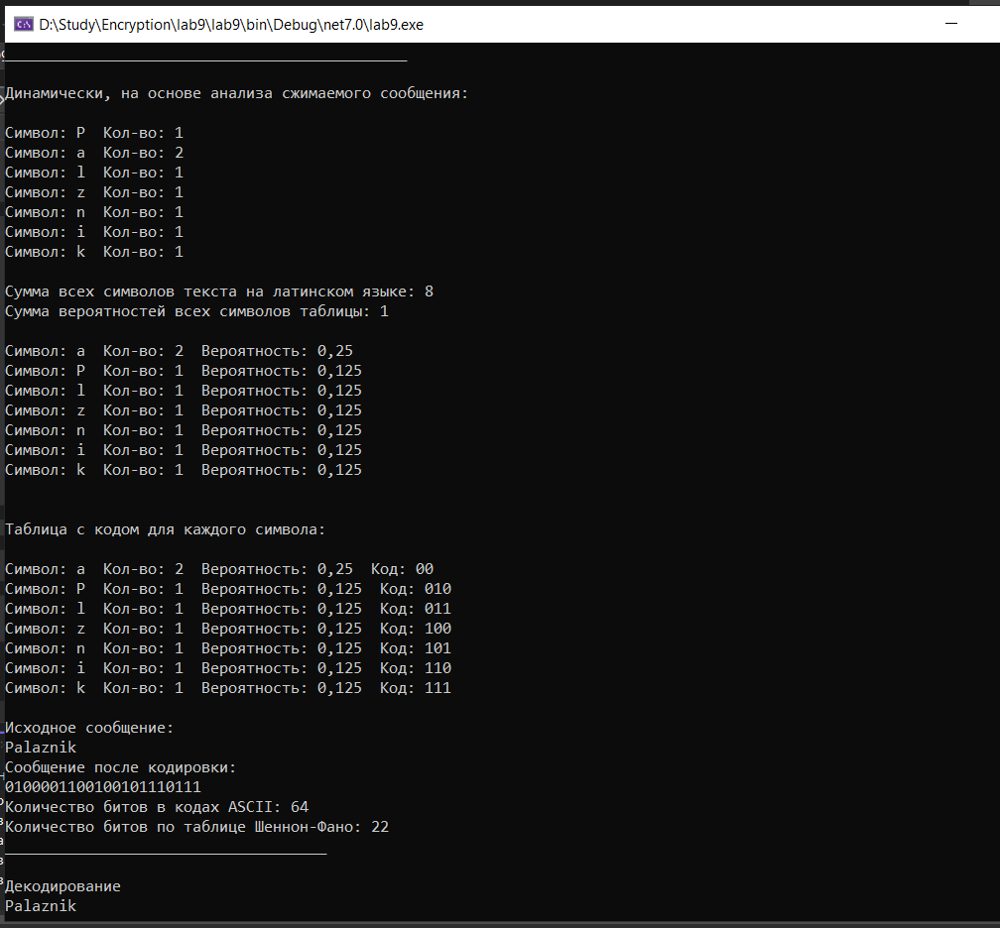 D:\Study\Encryption\lab9\lab9\bin\Debug\net7.0\lab9.exe
Динамически, на основе анализа сжимаемого сообщения:
Символ: P  Кол-во: 1
Символ: a  Кол-во: 2
Символ: l  Кол-во: 1
Символ: z  Кол-во: 1
Символ: n  Кол-во: 1
Символ: i  Кол-во: 1
Символ: k  Кол-во: 1
Сумма всех символов текста на латинском языке: 8
Сумма вероятностей всех символов таблицы: 1
Символ: a  Кол-во: 2  Вероятность: 0,25
Символ: P  Кол-во: 1  Вероятность: 0,125
Символ: l  Кол-во: 1  Вероятность: 0,125
Символ: z  Кол-во: 1  Вероятность: 0,125
Символ: n  Кол-во: 1  Вероятность: 0,125
Символ: i  Кол-во: 1  Вероятность: 0,125
Символ: k  Кол-во: 1  Вероятность: 0,125
Таблица с кодом для каждого символа:
Символ: a  Кол-во: 2  Вероятность: 0,25  Код: 00
Символ: P  Кол-во: 1  Вероятность: 0,125  Код: 010
Символ: l  Кол-во: 1  Вероятность: 0,125  Код: 011
Символ: z  Кол-во: 1  Вероятность: 0,125  Код: 100
Символ: n  Кол-во: 1  Вероятность: 0,125  Код: 101
Символ: i  Кол-во: 1  Вероятность: 0,125  Код: 110
Символ: k  Кол-во: 1  Вероятность: 0,125  Код: 111
Исходное сообщение:
Palaznik
Сообщение после кодировки:
0100001100100101110111
Количество битов в кодах ASCII: 64
Количество битов по таблице Шеннон-Фано: 22
Декодирование
Palaznik